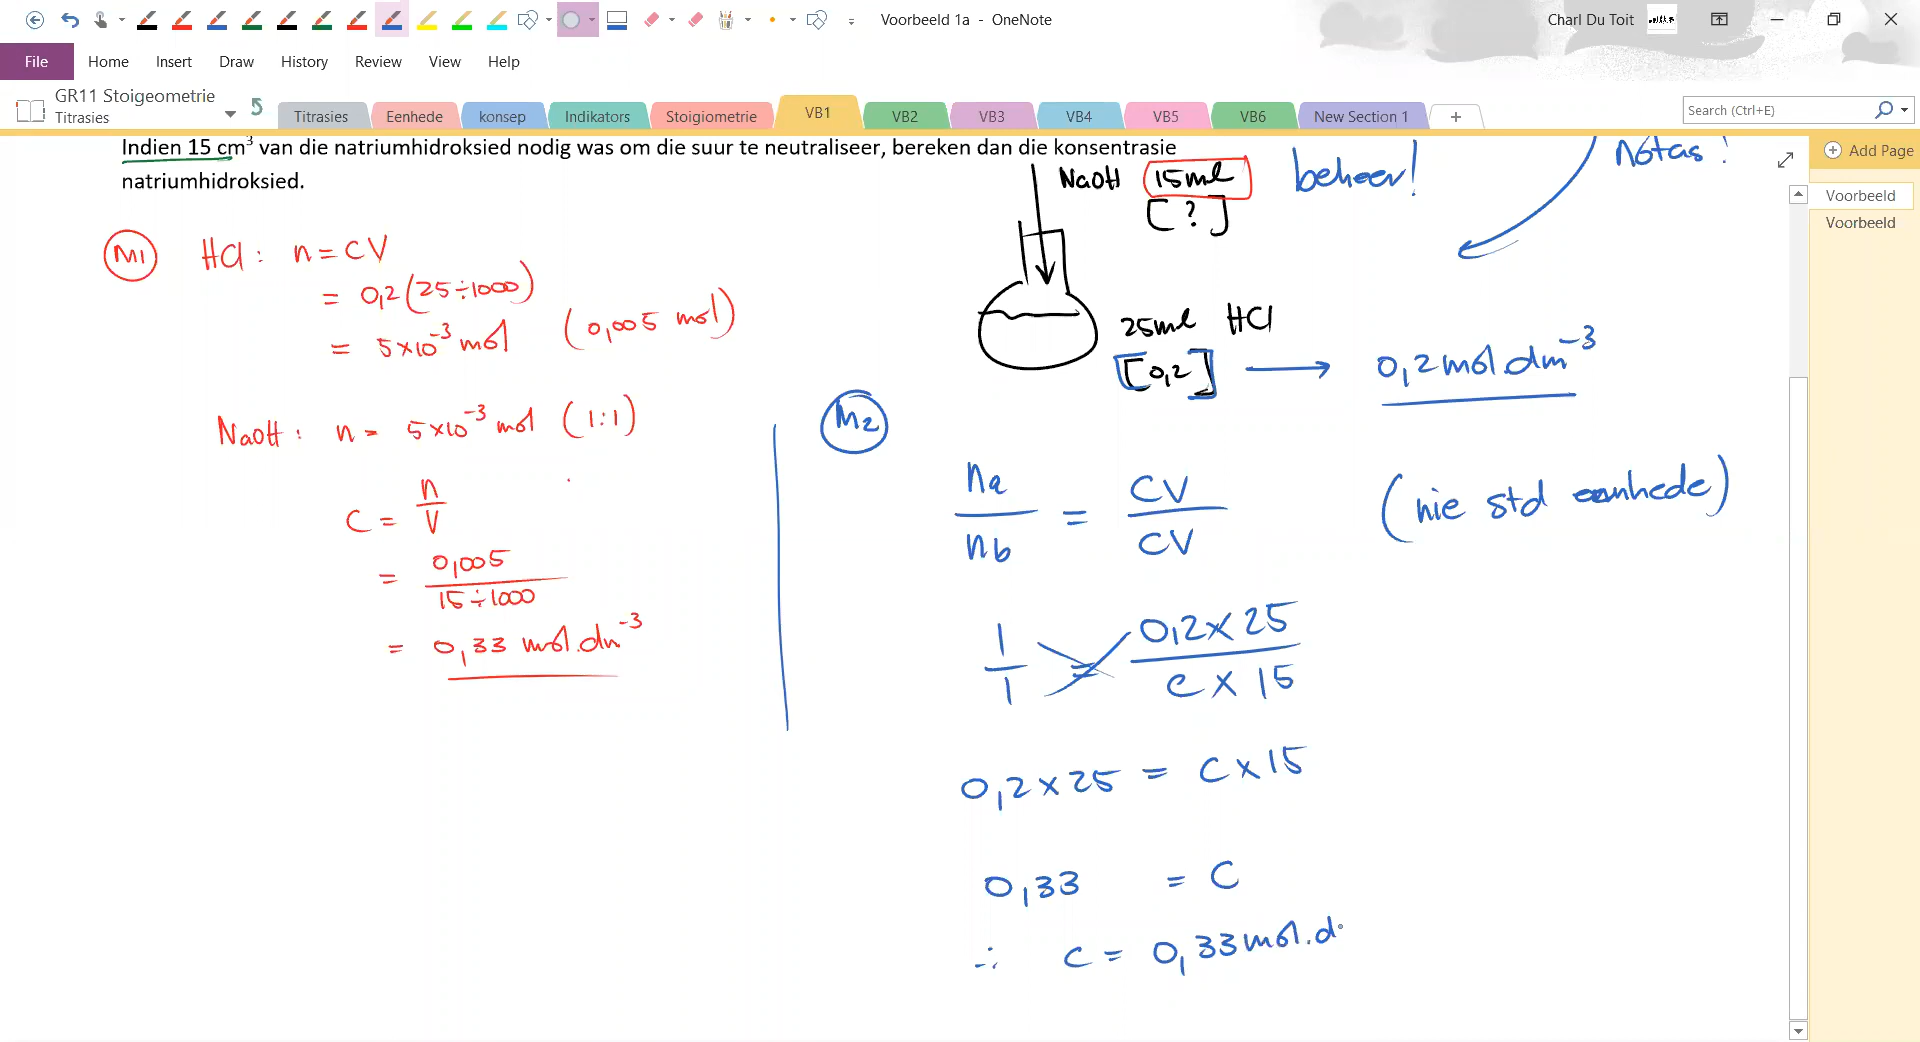 Voorbeeld 1a - OneNote
Charl Du Toit
File Home Insert Draw History Review View Help
GR11 Stoigeometrie
Titrasies
Titrasies Eenhede konsep Indikators Stoigiometrie VB1 VB2 VB3 VB4 VB5 VB6 New Section 1 +
Search (Ctrl+E)
Add Page
Voorbeeld
Voorbeeld
Indien 15 cm³ van die natriumhidroksied nodig was om die suur te neutraliseer, bereken dan die konsentrasie
natriumhidroksied.
NaOH 15ml
[ ? ]
beheer!
Notas!
25ml HCl
[0,2] → 0,2 mol.dm⁻³
M1
HCl : n = CV
= 0,2 (25÷1000)
= 5×10⁻³ mol (0,005 mol)
NaOH : n = 5×10⁻³ mol (1:1)
C = n/V
= 0,005 / 15÷1000
= 0,33 mol.dm⁻³
M2
na/nb = CV/CV (nie std eenhede)
1/1 = 0,2×25 / C×15
0,2×25 = C×15
0,33 = C
∴ C = 0,33 mol.d